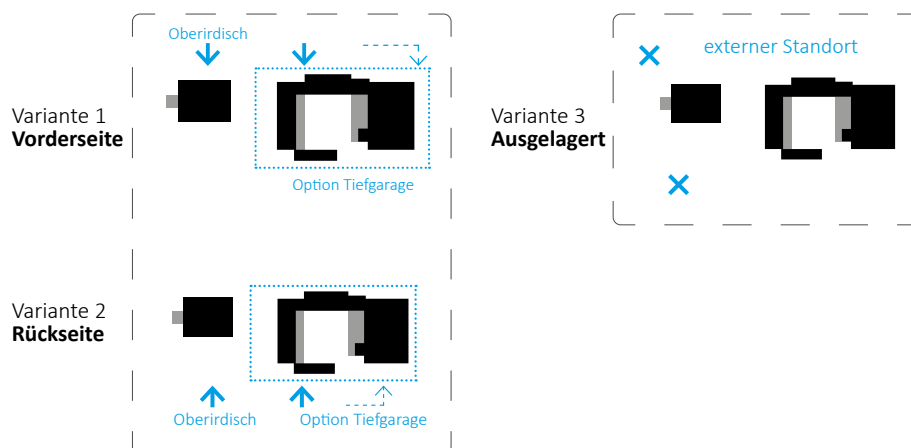 Oberirdisch
Variante 1
Vorderseite
Option Tiefgarage
externer Standort
Variante 3
Ausgelagert
Variante 2
Rückseite
Oberirdisch
Option Tiefgarage